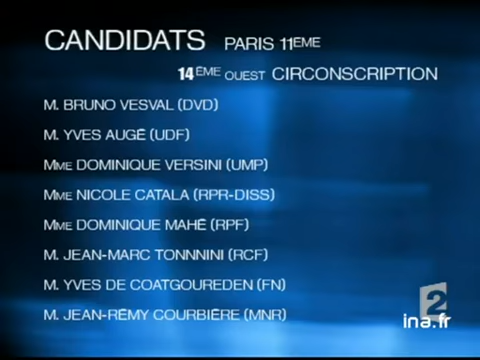 CANDIDATS PARIS 11EME
14ÈME OUEST CIRCONSCRIPTION
M. BRUNO VESVAL (DVD)
M. YVES AUGÉ (UDF)
MME DOMINIQUE VERSINI (UMP)
MME NICOLE CATALA (RPR-DISS)
MME DOMINIQUE MAHÉ (RPF)
M. JEAN-MARC TONNNINI (RCF)
M. YVES DE COATGOUREDEN (FN)
M. JEAN-RÉMY COURBIÈRE (MNR)
2
ina.fr